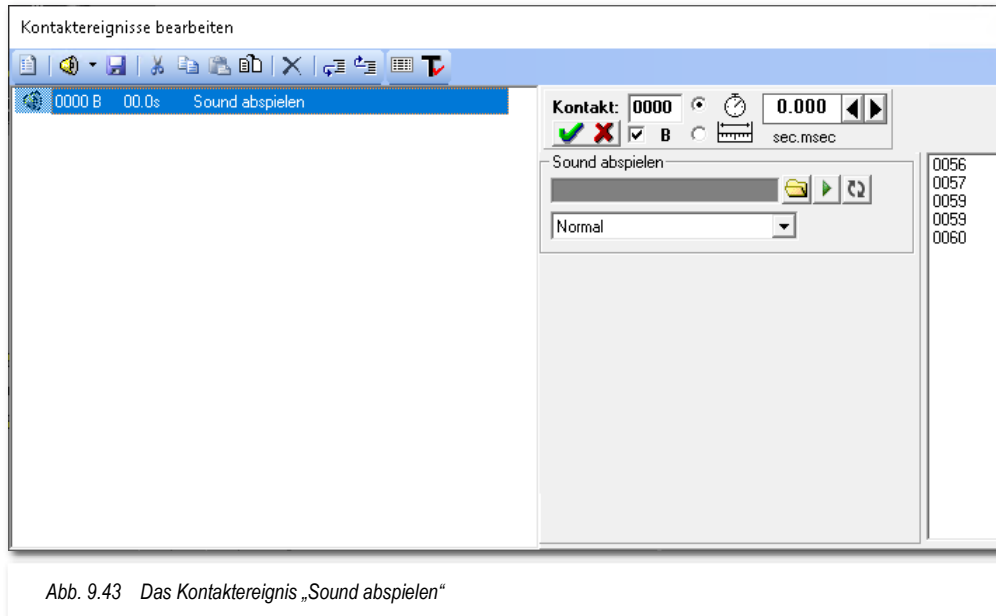 Kontaktereignisse bearbeiten
0000 B 00.0s Sound abspielen
Kontakt: 0000 0.000
B sec.msec
Sound abspielen
Normal
0056
0057
0059
0059
0060
Abb. 9.43 Das Kontaktereignis „Sound abspielen“